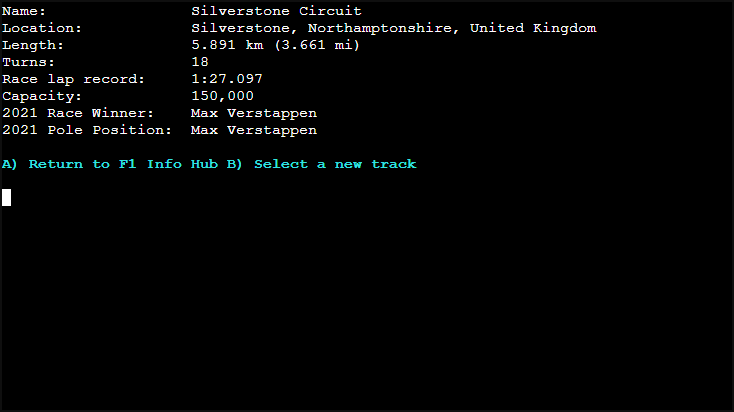 Name: Silverstone Circuit
Location: Silverstone, Northamptonshire, United Kingdom
Length: 5.891 km (3.661 mi)
Turns: 18
Race lap record: 1:27.097
Capacity: 150,000
2021 Race Winner: Max Verstappen
2021 Pole Position: Max Verstappen
A) Return to F1 Info Hub B) Select a new track